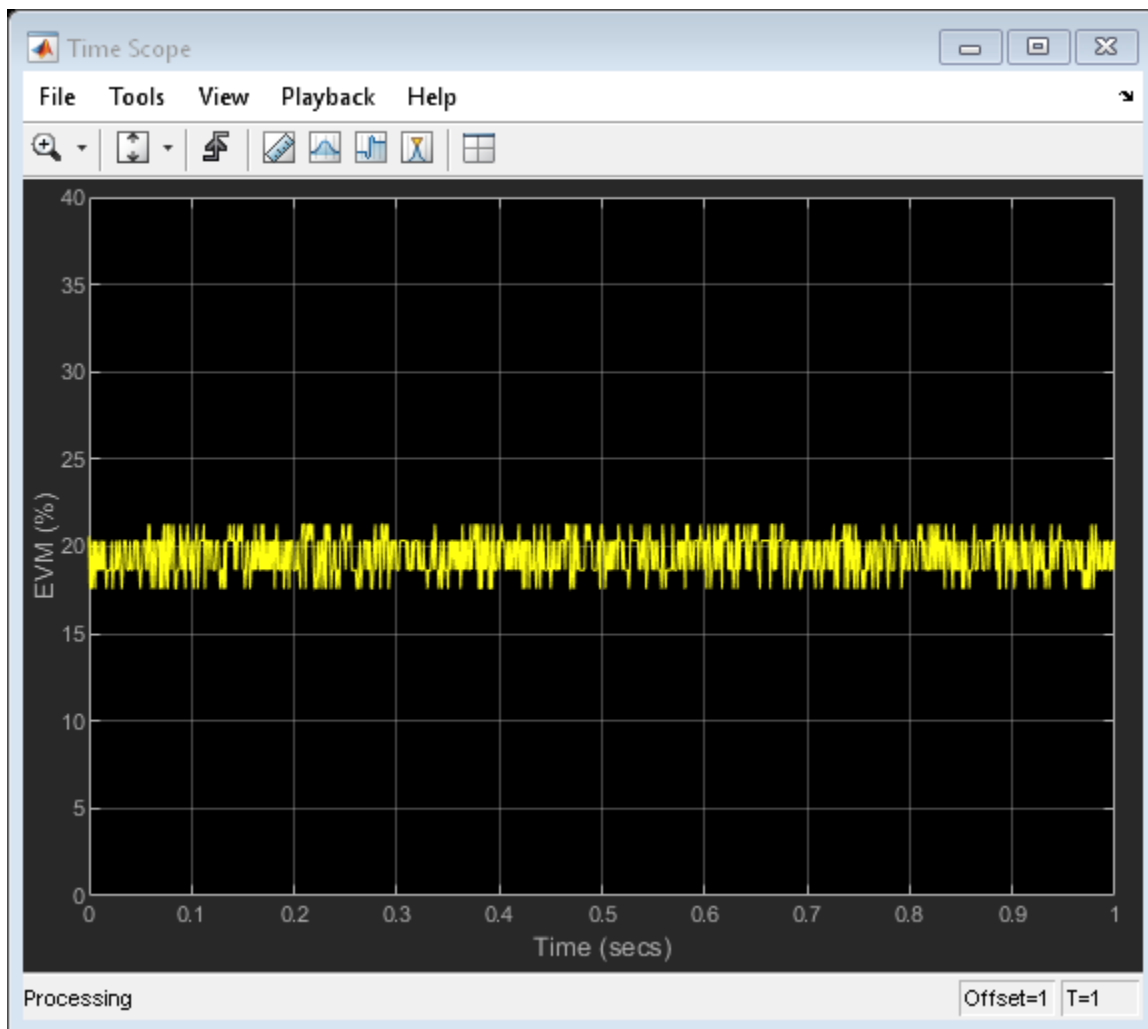 Time Scope
File Tools View Playback Help
40
35
30
25
20
15
10
5
0
EVM (%)
0 0.1 0.2 0.3 0.4 0.5 0.6 0.7 0.8 0.9 1
Time (secs)
Processing Offset=1 T=1